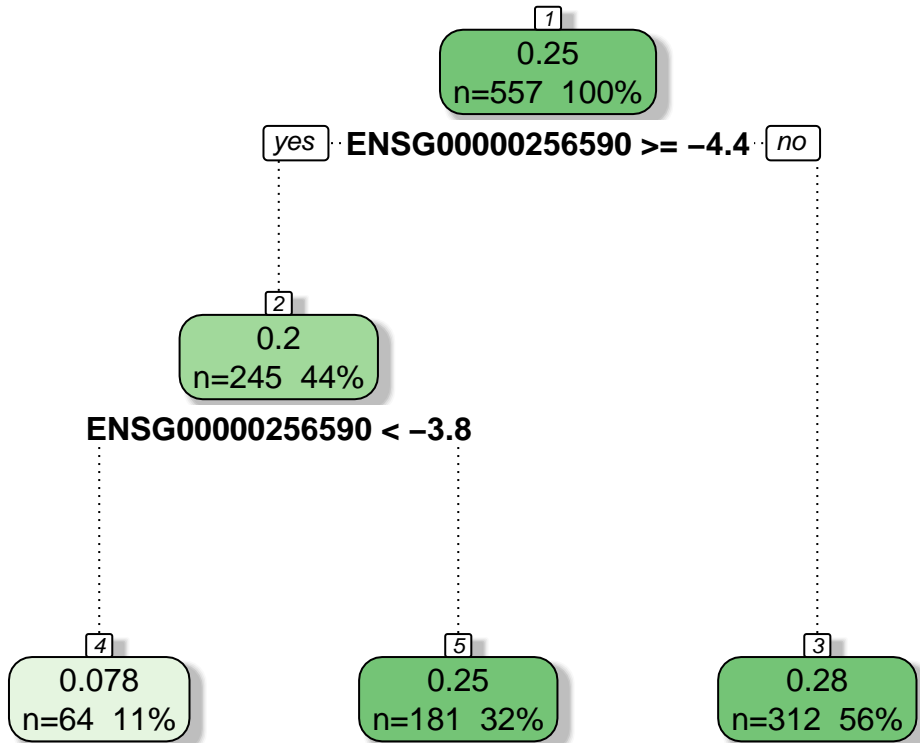 1
0.25
n=557 100%
yes ENSG00000256590 >= −4.4 no
2
0.2
n=245 44%
ENSG00000256590 < −3.8
4 5 3
0.078 0.25 0.28
n=64 11% n=181 32% n=312 56%